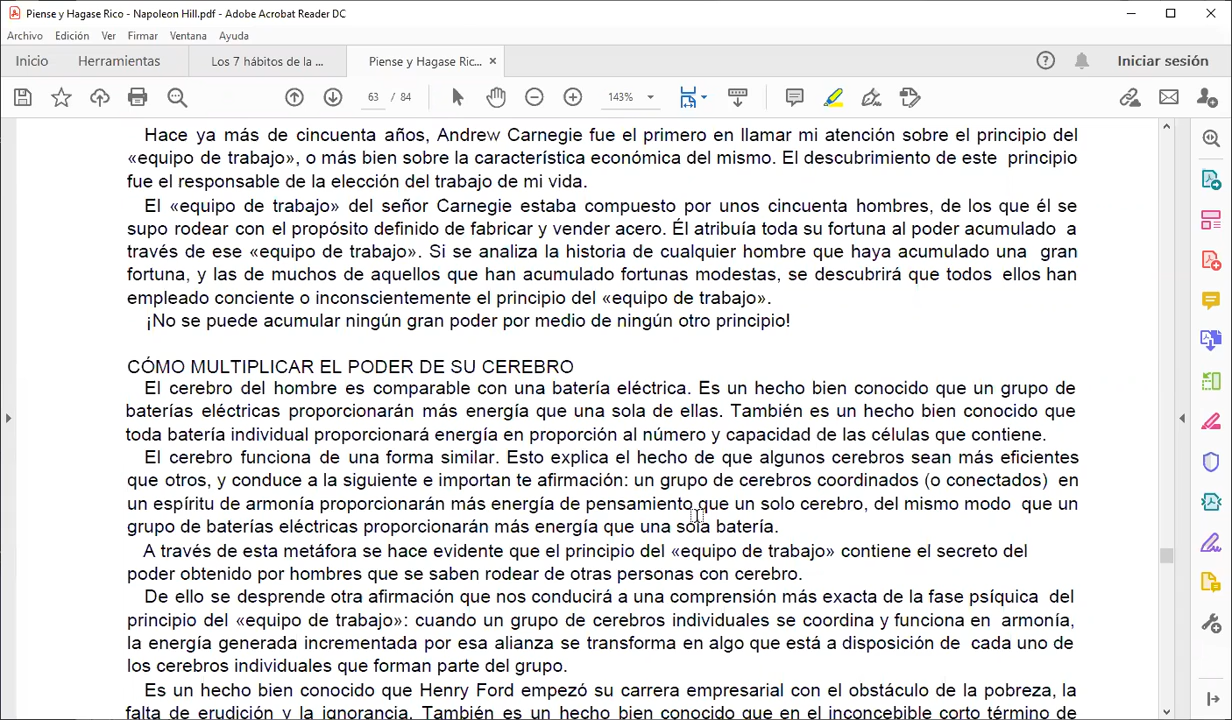 Piense y Hagase Rico - Napoleon Hill.pdf - Adobe Acrobat Reader DC
Archivo Edición Ver Firmar Ventana Ayuda
Inicio Herramientas Los 7 hábitos de la ... Piense y Hagase Ric... × Iniciar sesión
63 / 84 143%
Hace ya más de cincuenta años, Andrew Carnegie fue el primero en llamar mi atención sobre el principio del
«equipo de trabajo», o más bien sobre la característica económica del mismo. El descubrimiento de este principio
fue el responsable de la elección del trabajo de mi vida.
El «equipo de trabajo» del señor Carnegie estaba compuesto por unos cincuenta hombres, de los que él se
supo rodear con el propósito definido de fabricar y vender acero. Él atribuía toda su fortuna al poder acumulado a
través de ese «equipo de trabajo». Si se analiza la historia de cualquier hombre que haya acumulado una gran
fortuna, y las de muchos de aquellos que han acumulado fortunas modestas, se descubrirá que todos ellos han
empleado conciente o inconscientemente el principio del «equipo de trabajo».
¡No se puede acumular ningún gran poder por medio de ningún otro principio!
CÓMO MULTIPLICAR EL PODER DE SU CEREBRO
El cerebro del hombre es comparable con una batería eléctrica. Es un hecho bien conocido que un grupo de
baterías eléctricas proporcionarán más energía que una sola de ellas. También es un hecho bien conocido que
toda batería individual proporcionará energía en proporción al número y capacidad de las células que contiene.
El cerebro funciona de una forma similar. Esto explica el hecho de que algunos cerebros sean más eficientes
que otros, y conduce a la siguiente e importan te afirmación: un grupo de cerebros coordinados (o conectados) en
un espíritu de armonía proporcionarán más energía de pensamiento que un solo cerebro, del mismo modo que un
grupo de baterías eléctricas proporcionarán más energía que una sola batería.
A través de esta metáfora se hace evidente que el principio del «equipo de trabajo» contiene el secreto del
poder obtenido por hombres que se saben rodear de otras personas con cerebro.
De ello se desprende otra afirmación que nos conducirá a una comprensión más exacta de la fase psíquica del
principio del «equipo de trabajo»: cuando un grupo de cerebros individuales se coordina y funciona en armonía,
la energía generada incrementada por esa alianza se transforma en algo que está a disposición de cada uno de
los cerebros individuales que forman parte del grupo.
Es un hecho bien conocido que Henry Ford empezó su carrera empresarial con el obstáculo de la pobreza, la
falta de erudición y la ignorancia. También es un hecho bien conocido que en el inconcebible corto término de